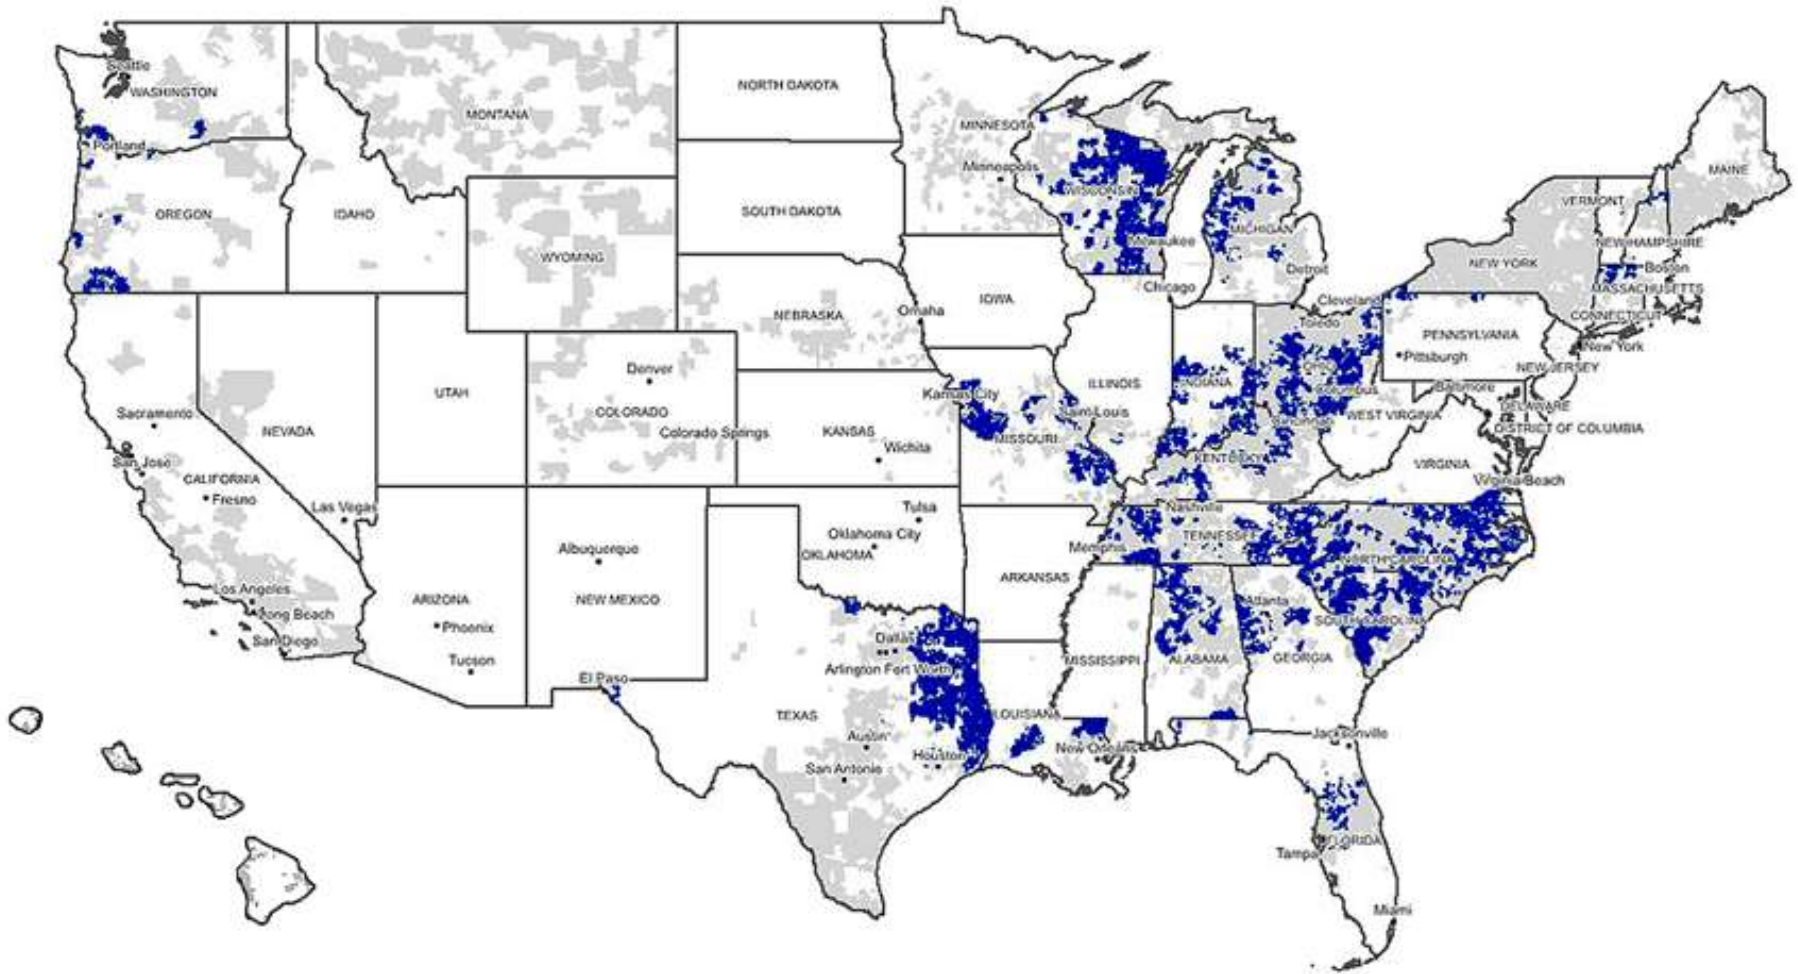 Seattle
WASHINGTON
Portland
OREGON
IDAHO
MONTANA
WYOMING
NORTH DAKOTA
SOUTH DAKOTA
NEBRASKA
Omaha
MINNESOTA
Minneapolis
WISCONSIN
Milwaukee
MICHIGAN
Detroit
Chicago
IOWA
ILLINOIS
INDIANA
Cleveland
Toledo
OHIO
Columbus
Cincinnati
PENNSYLVANIA
Pittsburgh
NEW YORK
VERMONT
MAINE
NEW HAMPSHIRE
Boston
MASSACHUSETTS
CONNECTICUT
New York
NEW JERSEY
Baltimore
DELAWARE
DISTRICT OF COLUMBIA
WEST VIRGINIA
VIRGINIA
Virginia Beach
KENTUCKY
Sacramento
San Jose
CALIFORNIA
Fresno
NEVADA
Las Vegas
UTAH
Denver
COLORADO
Colorado Springs
KANSAS
Wichita
Kansas City
MISSOURI
Saint Louis
Los Angeles
Long Beach
San Diego
ARIZONA
Phoenix
Tucson
Albuquerque
NEW MEXICO
El Paso
Tulsa
Oklahoma City
OKLAHOMA
ARKANSAS
Nashville
TENNESSEE
Memphis
NORTH CAROLINA
SOUTH CAROLINA
Atlanta
GEORGIA
ALABAMA
MISSISSIPPI
LOUISIANA
New Orleans
Dallas
Arlington Fort Worth
TEXAS
Austin
Houston
San Antonio
Jacksonville
FLORIDA
Tampa
Miami